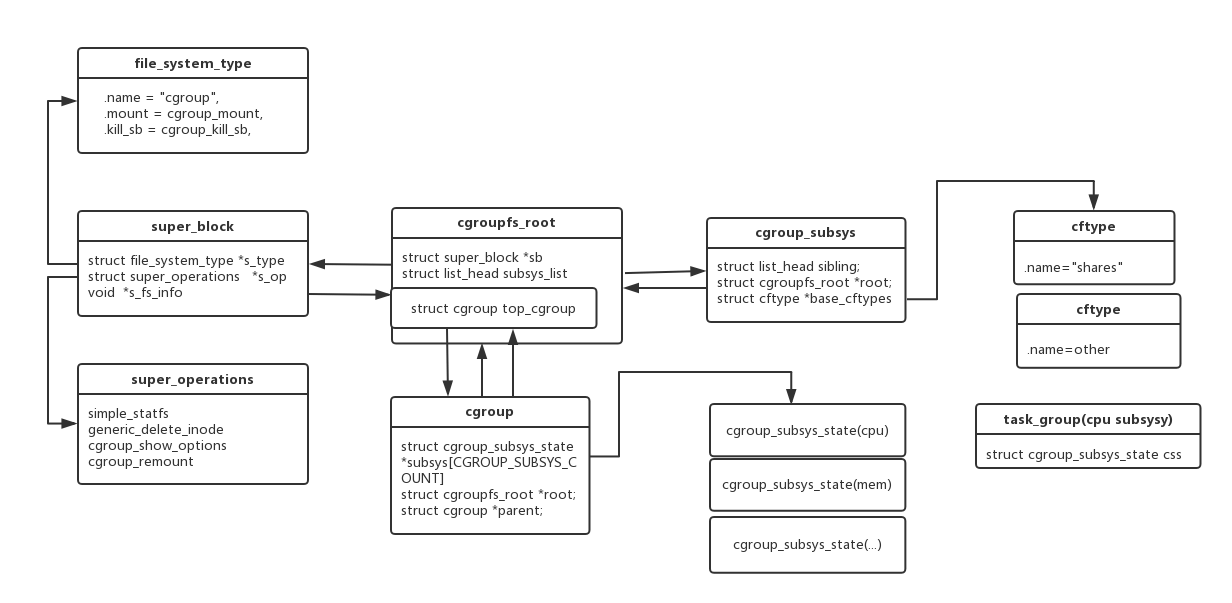 file_system_type
.name = "cgroup",
.mount = cgroup_mount,
.kill_sb = cgroup_kill_sb,
super_block
struct file_system_type *s_type
struct super_operations *s_op
void *s_fs_info
super_operations
simple_statfs
generic_delete_inode
cgroup_show_options
cgroup_remount
cgroupfs_root
struct super_block *sb
struct list_head subsys_list
struct cgroup top_cgroup
cgroup
struct cgroup_subsys_state
*subsys[CGROUP_SUBSYS_C
OUNT]
struct cgroupfs_root *root;
struct cgroup *parent;
cgroup_subsys
struct list_head sibling;
struct cgroupfs_root *root;
struct cftype *base_cftypes
cgroup_subsys_state(cpu)
cgroup_subsys_state(mem)
cgroup_subsys_state(...)
cftype
.name="shares"
cftype
.name=other
task_group(cpu subsysy)
struct cgroup_subsys_state css